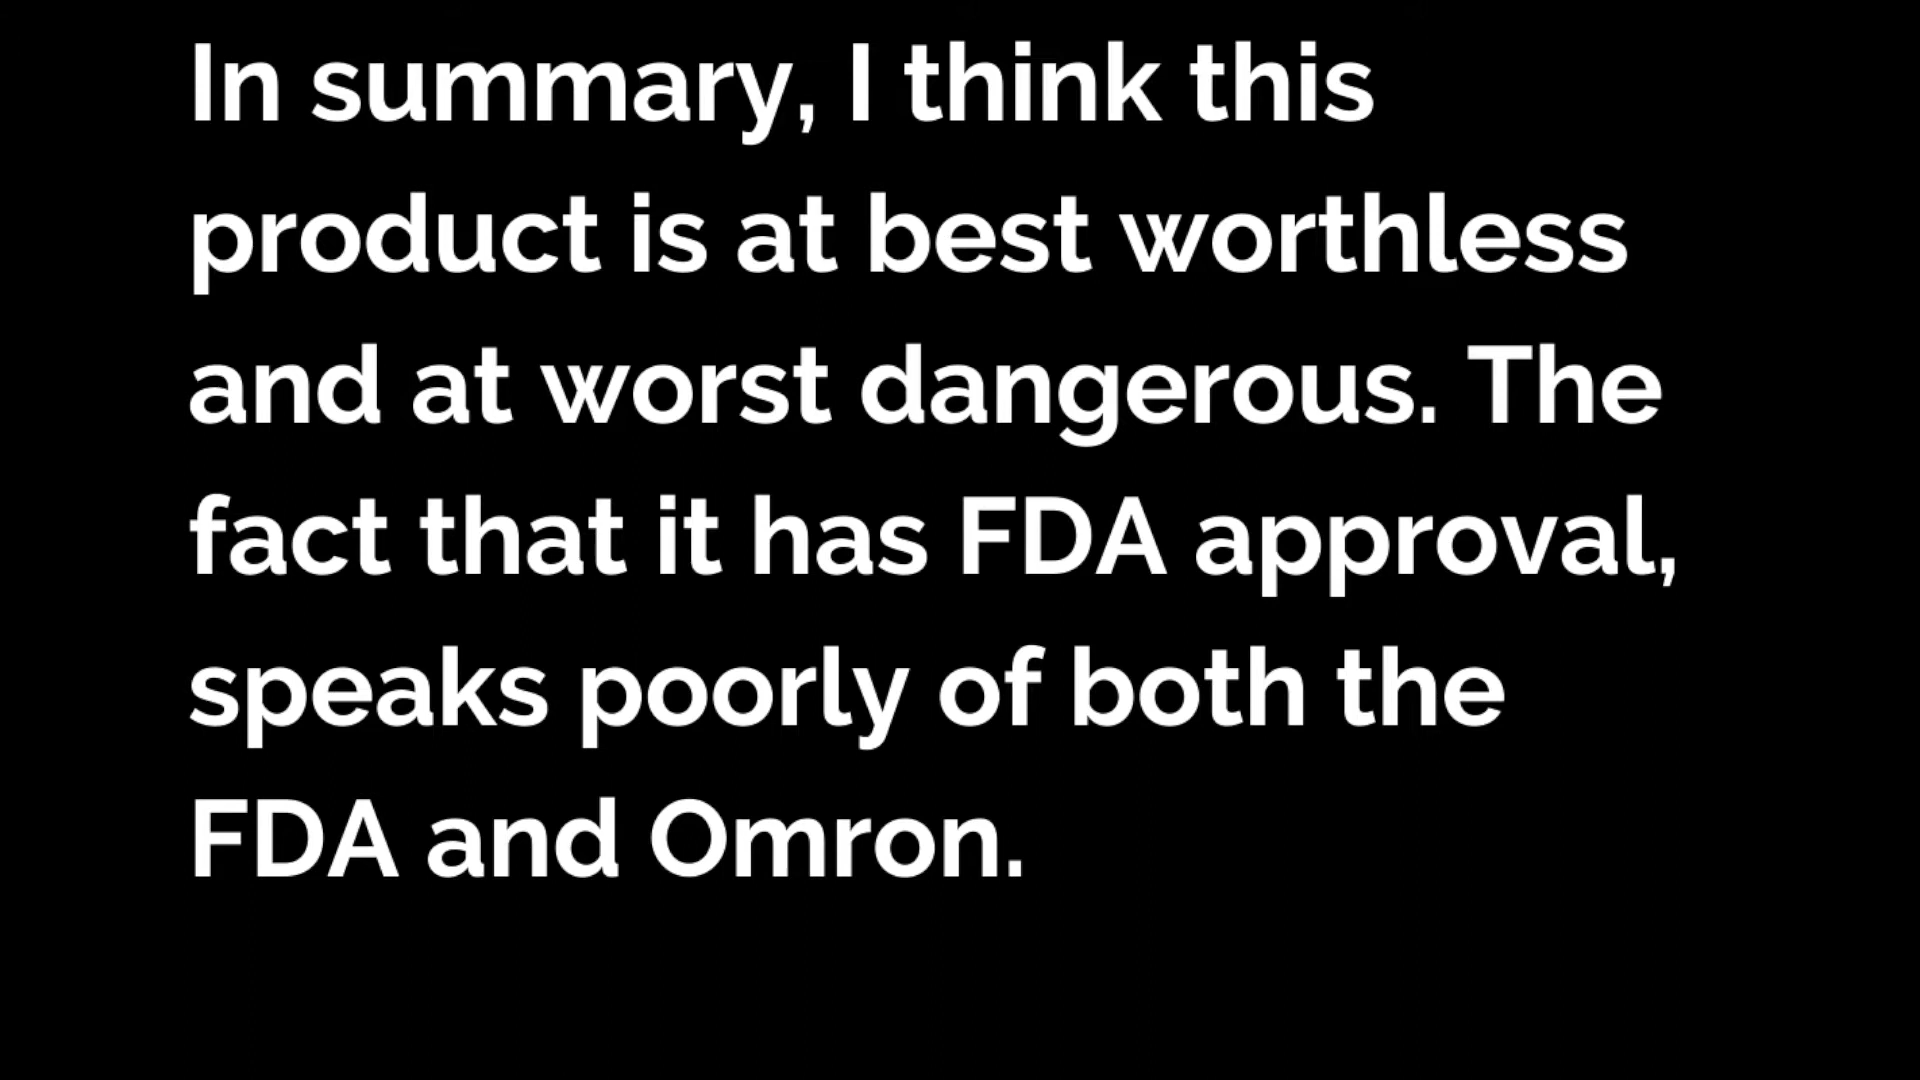 In summary, I think this
product is at best worthless
and at worst dangerous. The
fact that it has FDA approval,
speaks poorly of both the
FDA and Omron.